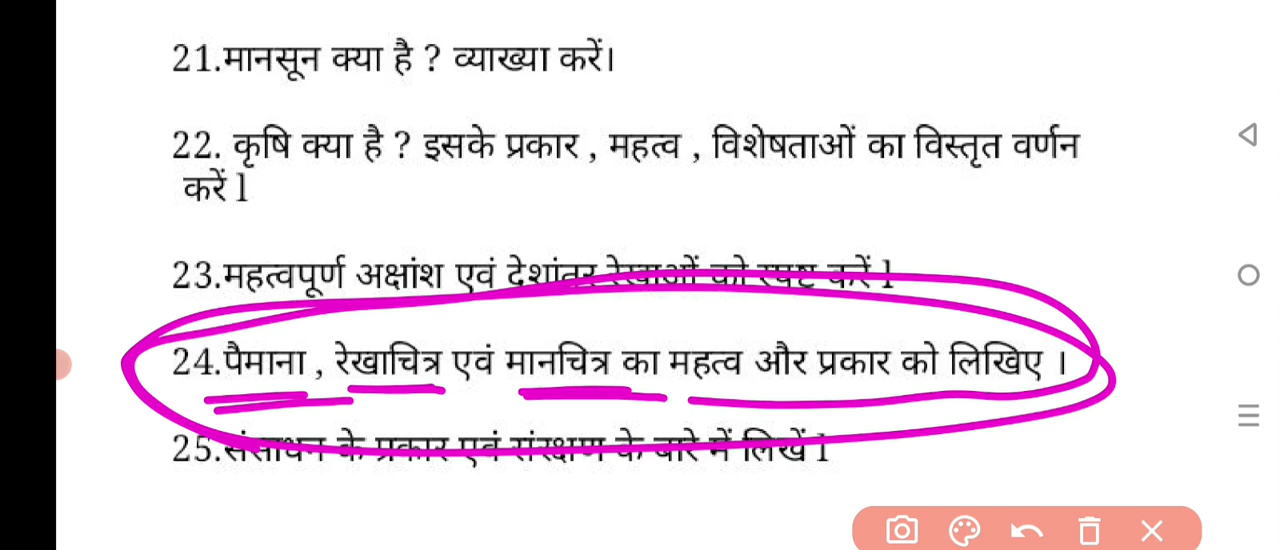 21.मानसून क्या है ? व्याख्या करें।
22. कृषि क्या है ? इसके प्रकार , महत्व , विशेषताओं का विस्तृत वर्णन
करें l
23.महत्वपूर्ण अक्षांश एवं देशांतर रेखाओं को स्पष्ट करें l
24.पैमाना , रेखाचित्र एवं मानचित्र का महत्व और प्रकार को लिखिए ।
25.संसाधन के प्रकार एवं संरक्षण के बारे में लिखें l